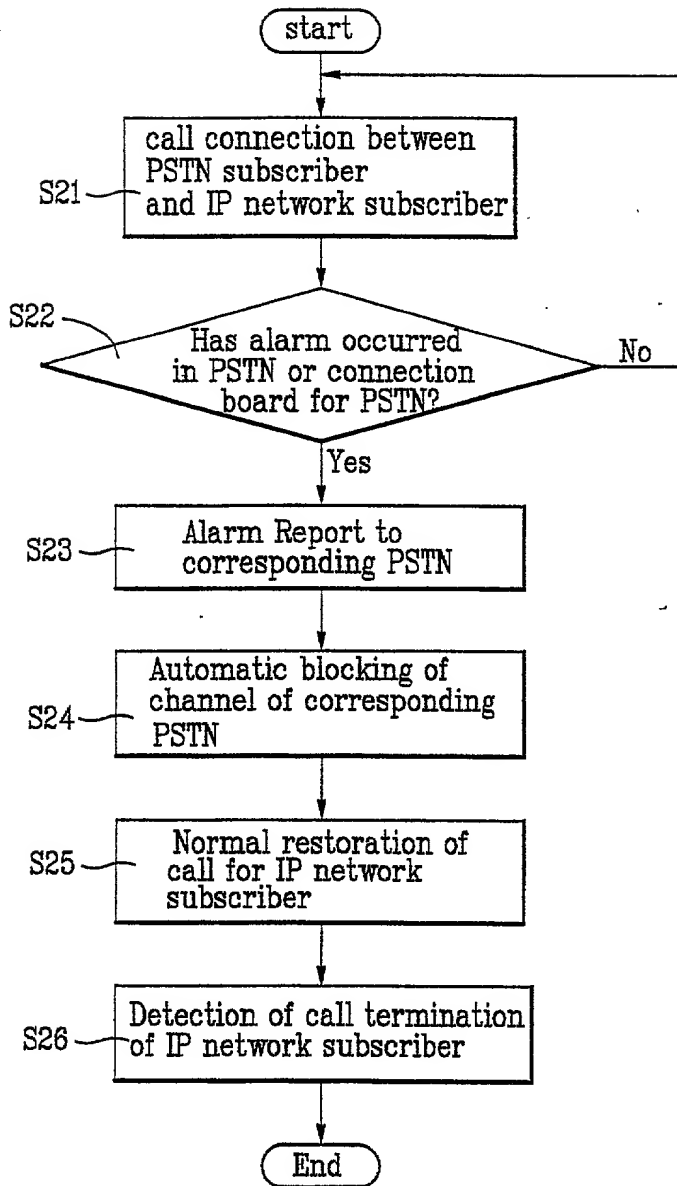 start
call connection between
PSTN subscriber
and IP network subscriber
S21
S22
Has alarm occurred
in PSTN or connection
board for PSTN?
No
Yes
S23
Alarm Report to
corresponding PSTN
S24
Automatic blocking of
channel of corresponding
PSTN
S25
Normal restoration of
call for IP network
subscriber
S26
Detection of call termination
of IP network subscriber
End